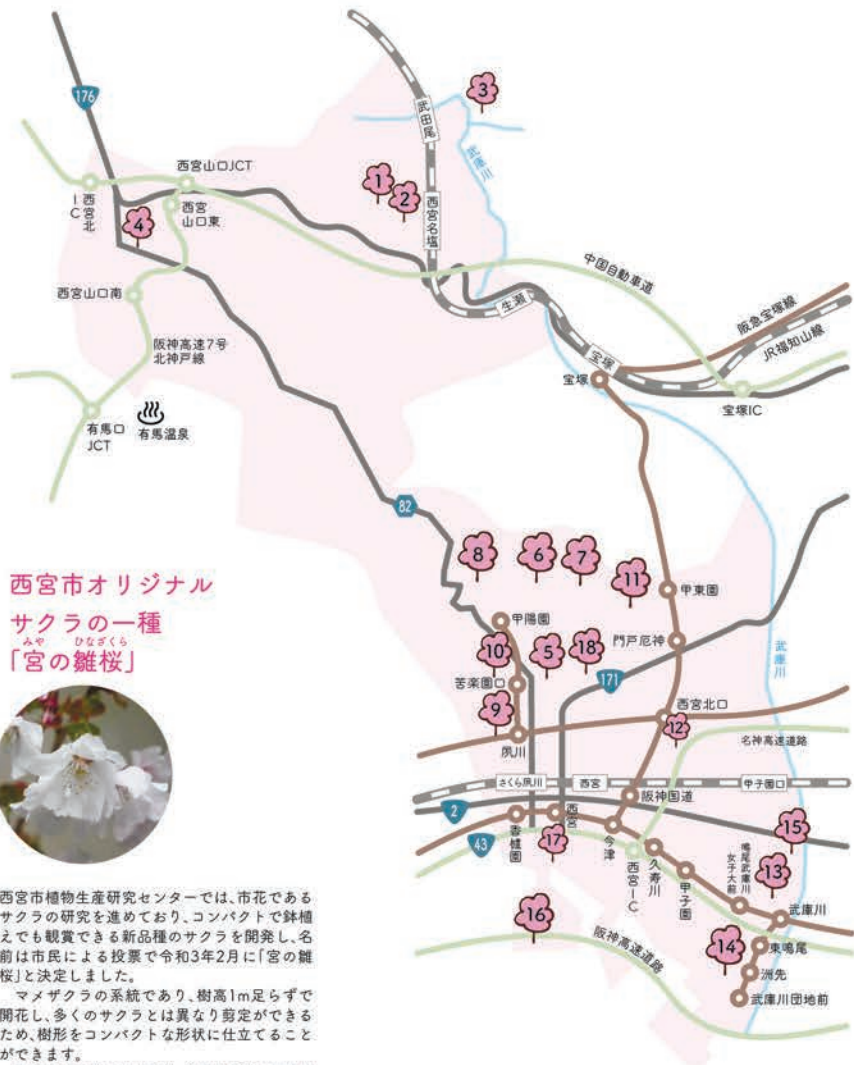 176
3
武田尾
武庫川
西宮山口JCT
1
2
西宮北
IC
西宮
山口東
4
西宮名塩
中国自動車道
西宮山口南
生瀬
阪急宝塚線
JR福知山線
阪神高速7号
北神戸線
宝塚
宝塚
宝塚IC
有馬口
JCT
有馬温泉
82
8
6
7
11
甲東園
西宮市オリジナル
サクラの一種
みや ひなざくら
「宮の雛桜」
甲陽園
門戸厄神
武庫川
10
5
18
171
苦楽園口
西宮北口
9
12
夙川
名神高速道路
さくら夙川
西宮
甲子園口
2
阪神国道
西宮
香櫨園
43
17
今津
西宮IC
久寿川
甲子園
鳴尾・武庫川
女子大前
15
13
武庫川
16
阪神高速道路
14
東鳴尾
洲先
武庫川団地前
西宮市植物生産研究センターでは、市花である
サクラの研究を進めており、コンパクトで鉢植
えでも観賞できる新品種のサクラを開発し、名
前は市民による投票で令和3年2月に「宮の雛
桜」と決定しました。
マメザクラの系統であり、樹高1m足らずで
開花し、多くのサクラとは異なり剪定ができる
ため、樹形をコンパクトな形状に仕立てること
ができます。